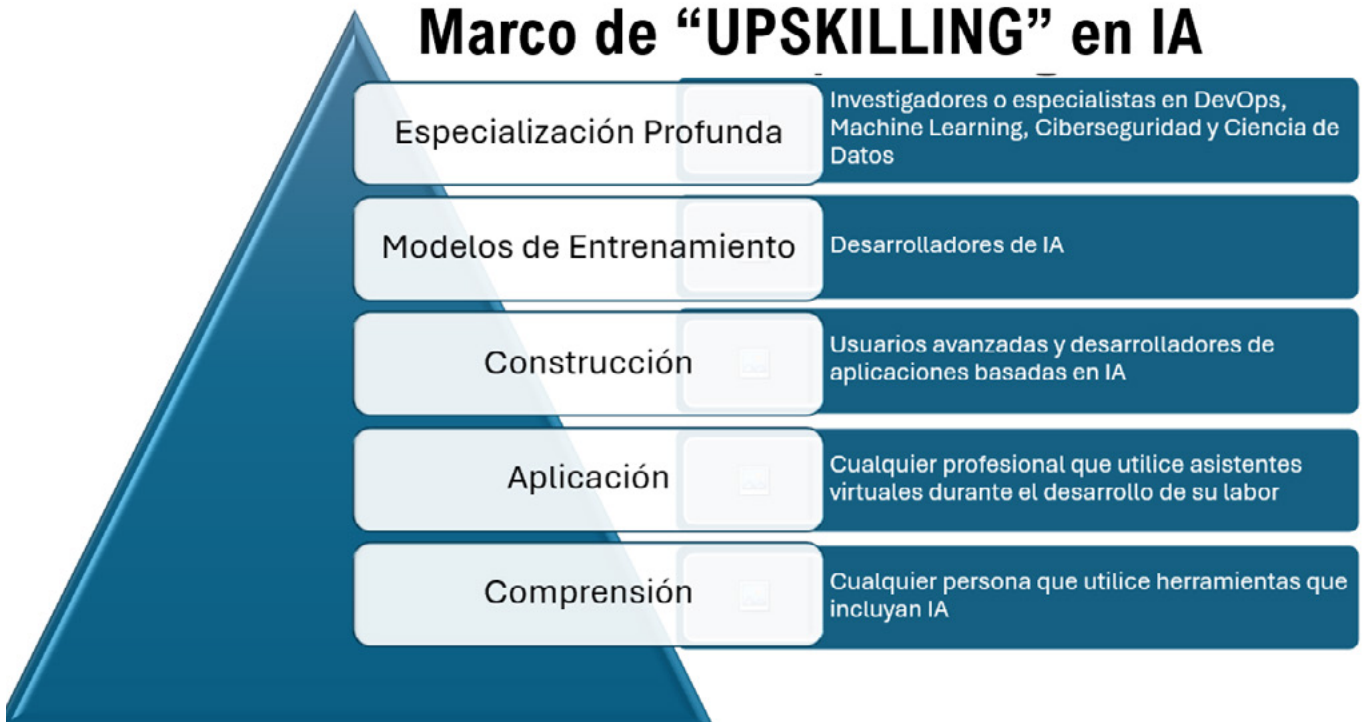 Marco de “UPSKILLING” en IA
Especialización Profunda
Investigadores o especialistas en DevOps,
Machine Learning, Ciberseguridad y Ciencia de
Datos
Modelos de Entrenamiento
Desarrolladores de IA
Construcción
Usuarios avanzadas y desarrolladores de
aplicaciones basadas en IA
Aplicación
Cualquier profesional que utilice asistentes
virtuales durante el desarrollo de su labor
Comprensión
Cualquier persona que utilice herramientas que
incluyan IA